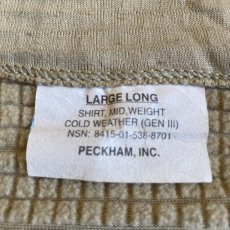 LARGE LONG
SHIRT, MID WEIGHT
COLD WEATHER (GEN III)
NSN: 8415-01-538-8701
PECKHAM, INC.